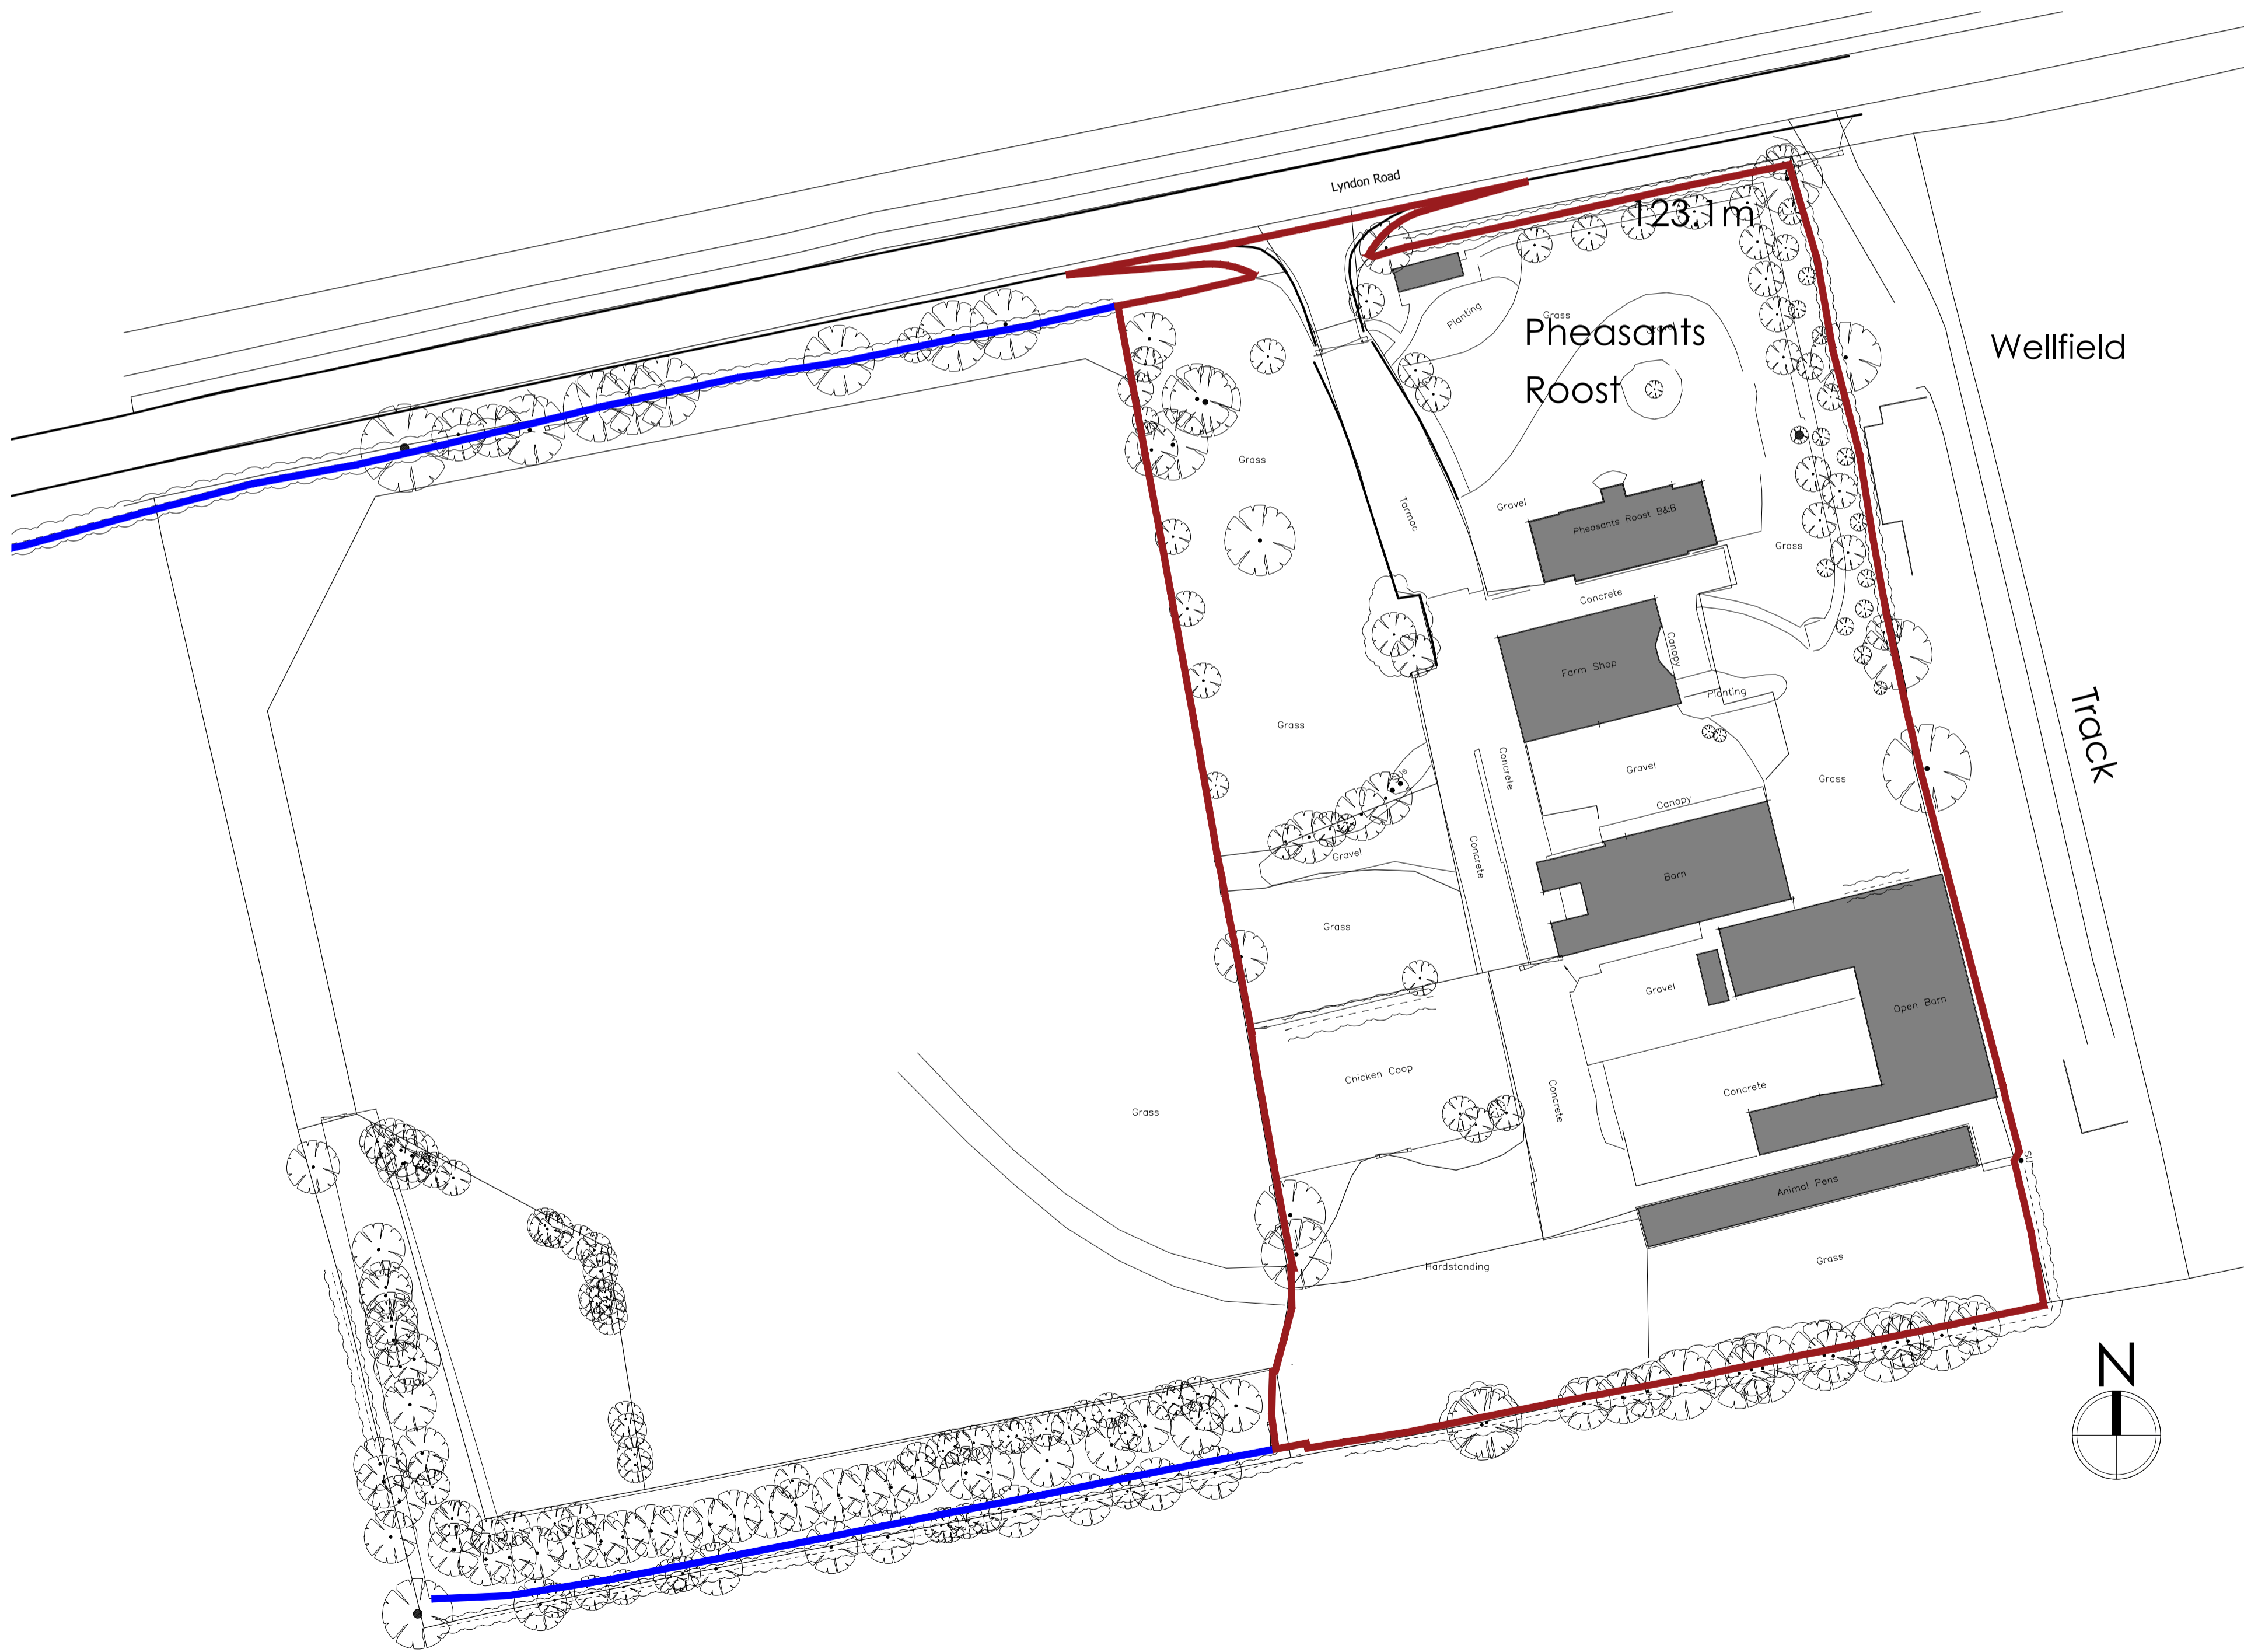 Lyndon Road
123.1m
Planting
Grass
Pheasants
Roost
Wellfield
Grass
Tarmac
Gravel
Pheasants Roost B&B
Grass
Concrete
Farm Shop
Canopy
Planting
Track
Grass
Concrete
Gravel
Grass
Canopy
Concrete
Gravel
Barn
Grass
Gravel
Open Barn
Chicken Coop
Concrete
Concrete
Grass
Animal Pens
Grass
Hardstanding
N